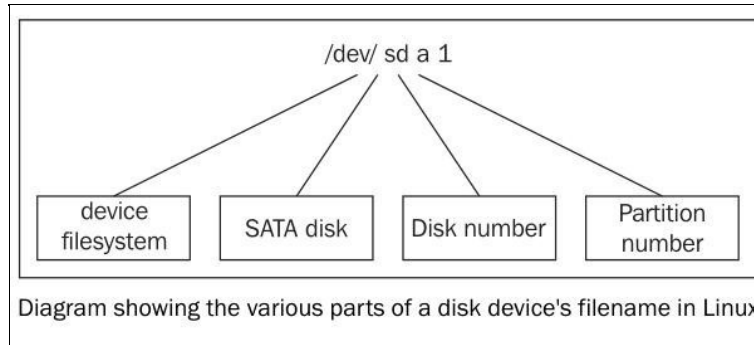 /dev/ sd a 1
device
filesystem
SATA disk
Disk number
Partition
number
Diagram showing the various parts of a disk device's filename in Linux